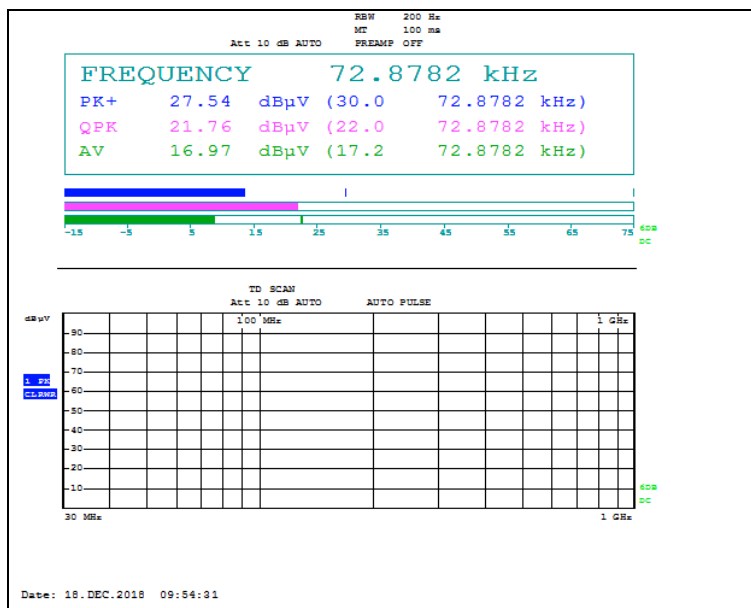 RBW 200 Hz
MT 100 ms
Att 10 dB AUTO PREAMP OFF
FREQUENCY 72.8782 kHz
PK+ 27.54 dBµV (30.0 72.8782 kHz)
QPK 21.76 dBµV (22.0 72.8782 kHz)
AV 16.97 dBµV (17.2 72.8782 kHz)
-15 -5 5 15 25 35 45 55 65 75
6DB
DC
TD SCAN
Att 10 dB AUTO AUTO PULSE
dBµV
100 MHz 1 GHz
90
80
70
1 PK
60
CLRWR
50
40
30
20
10
6DB
DC
30 MHz 1 GHz
Date: 18.DEC.2018 09:54:31